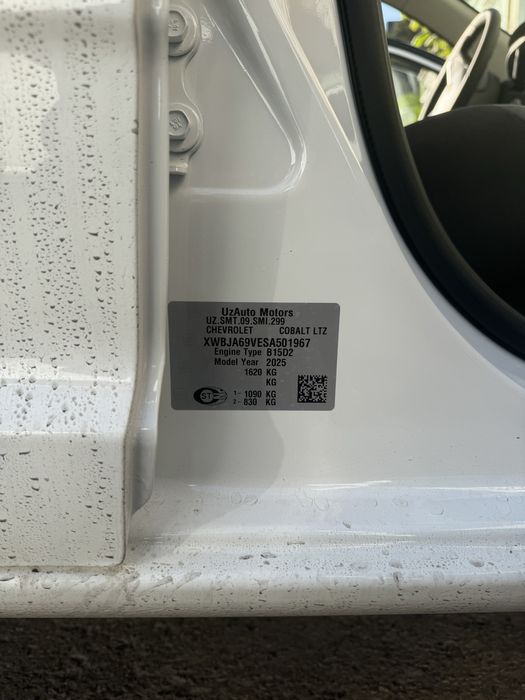 UzAuto Motors
UZ.SMT.09.SMI.299
CHEVROLET COBALT LTZ
XWBJA69VESA501967
Engine Type B15D2
Model Year 2025
1620 KG
KG
ST 1- 1090 KG
2- 830 KG